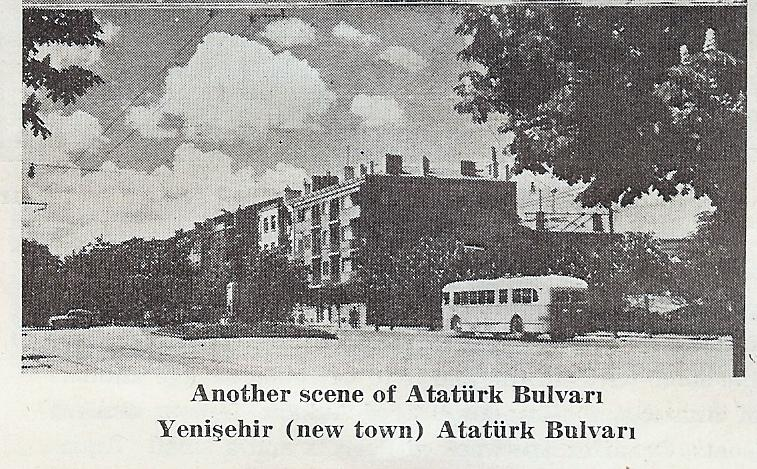 Another scene of Atatürk Bulvarı
Yenişehir (new town) Atatürk Bulvarı